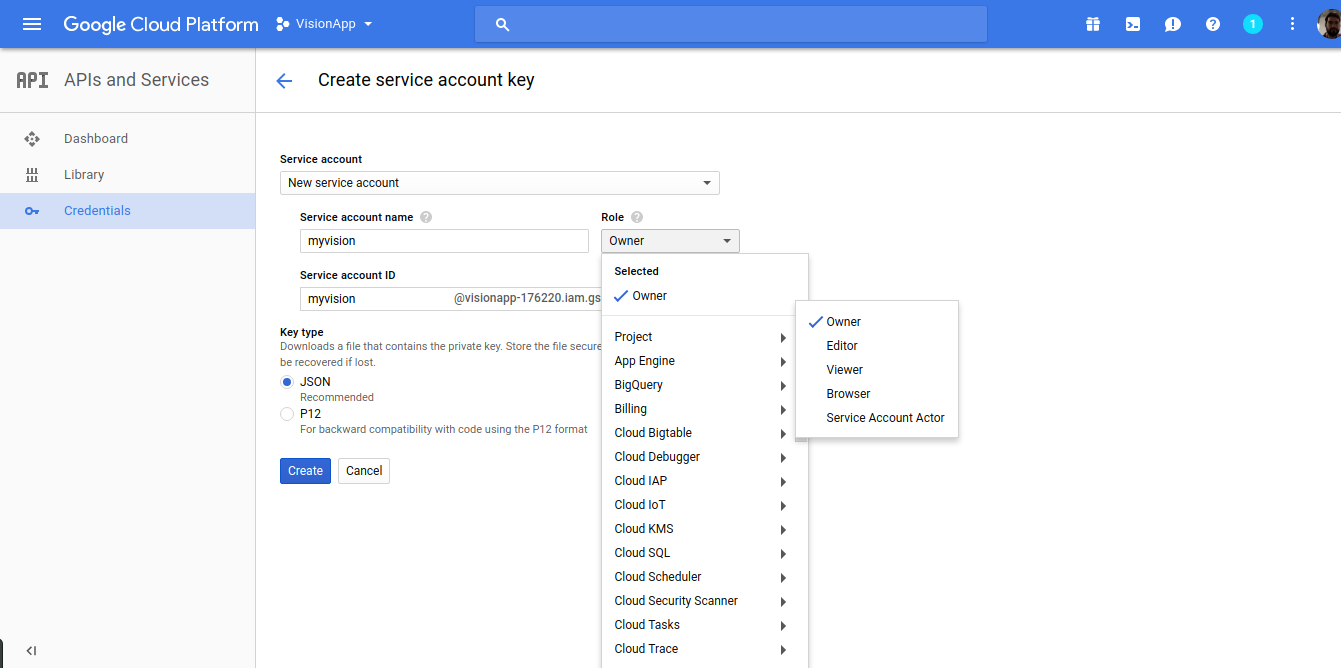 Google Cloud Platform VisionApp 1
API APIs and Services
Create service account key
Dashboard
Library
Credentials
Service account
New service account
Service account name ? Role ?
myvision Owner
Service account ID
myvision @visionapp-176220.iam.gs
Key type
Downloads a file that contains the private key. Store the file secure
be recovered if lost.
JSON
Recommended
P12
For backward compatibility with code using the P12 format
Create Cancel
Selected
Owner
Project
App Engine
BigQuery
Billing
Cloud Bigtable
Cloud Debugger
Cloud IAP
Cloud IoT
Cloud KMS
Cloud SQL
Cloud Scheduler
Cloud Security Scanner
Cloud Tasks
Cloud Trace
Owner
Editor
Viewer
Browser
Service Account Actor